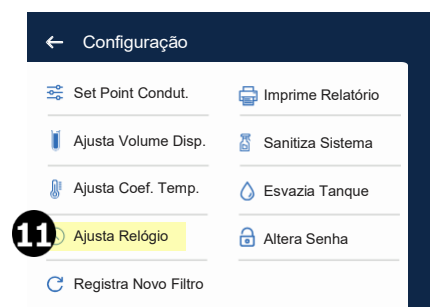 ← Configuração
Set Point Condut.
Imprime Relatório
Ajusta Volume Disp.
Sanitiza Sistema
Ajusta Coef. Temp.
Esvazia Tanque
11 Ajusta Relógio
Altera Senha
Registra Novo Filtro